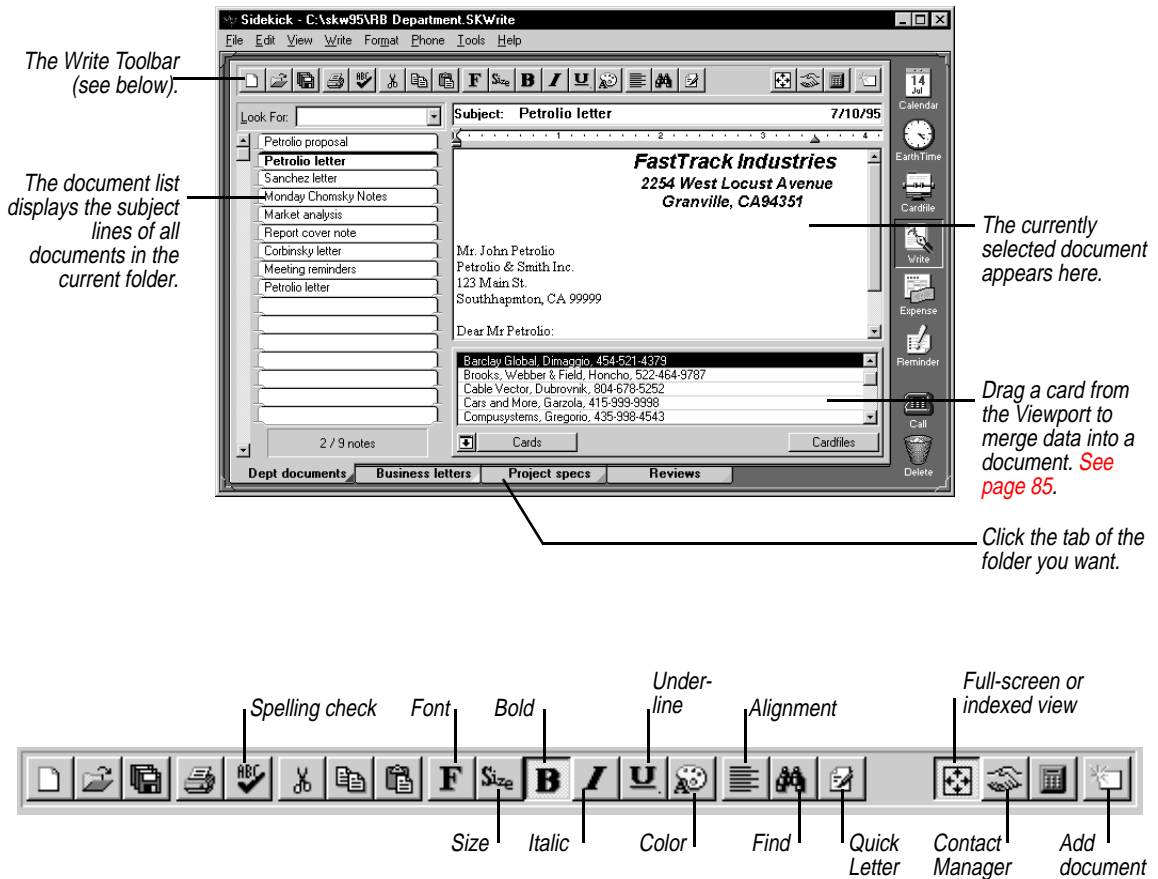 Sidekick - C:\skw95\RB Department.SKWrite
File Edit View Write Format Phone Tools Help
The Write Toolbar
(see below).
ABC
F Size B I U A
14
Jul
Calendar
Look For:
Subject: Petrolio letter 7/10/95
1 2 3 4
EarthTime
Petrolio proposal
Petrolio letter
Sanchez letter
Monday Chomsky Notes
Market analysis
Report cover note
Corbinsky letter
Meeting reminders
Petrolio letter
The document list
displays the subject
lines of all
documents in the
current folder.
FastTrack Industries
2254 West Locust Avenue
Granville, CA94351
Mr. John Petrolio
Petrolio & Smith Inc.
123 Main St.
Southhapmton, CA 99999
Dear Mr Petrolio:
Cardfile
Write
Expense
Reminder
Call
Delete
The currently
selected document
appears here.
Barclay Global, Dimaggio, 454-521-4379
Brooks, Webber & Field, Honcho, 522-464-9787
Cable Vector, Dubrovnik, 804-678-5252
Cars and More, Garzola, 415-999-9998
Compusystems, Gregorio, 435-998-4543
Drag a card from
the Viewport to
merge data into a
document. See
page 85.
2 / 9 notes
Cards Cardfiles
Dept documents Business letters Project specs Reviews
Click the tab of the
folder you want.
Spelling check Font Bold
Under-
line
Alignment
Full-screen or
indexed view
ABC
F Size B I U A
Size Italic Color Find
Quick
Letter
Contact
Manager
Add
document